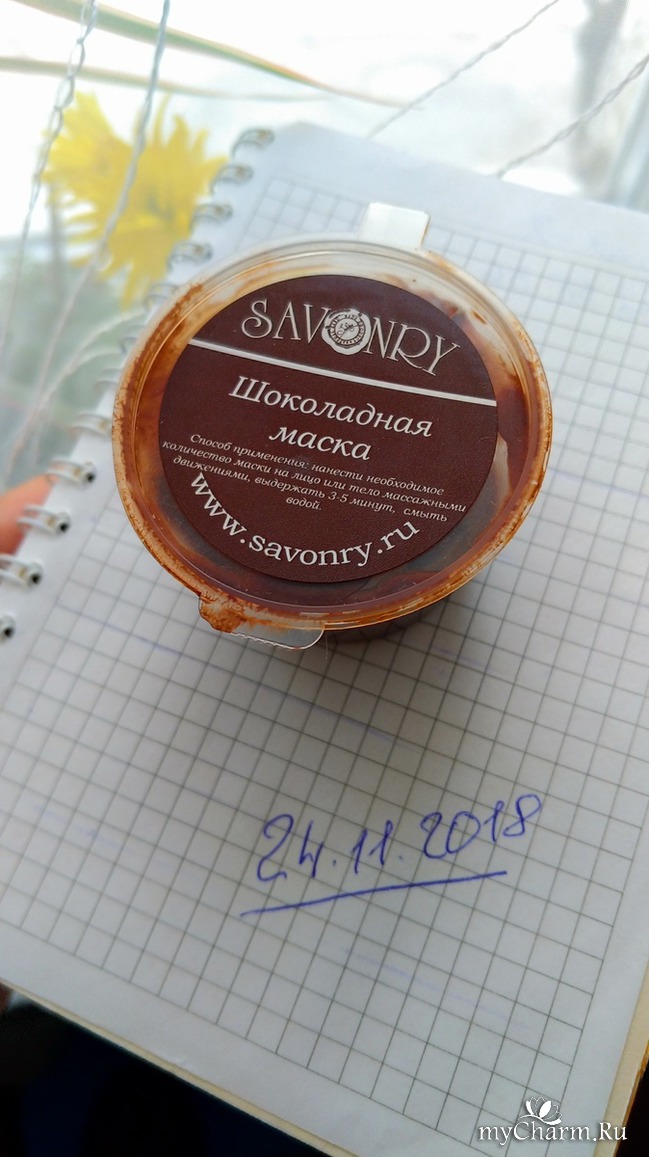 SAVONRY
Шоколадная
маска
Способ применения: нанести необходимое
количество маски на лицо или тело массажными
движениями, выдержать 3-5 минут, смыть
водой.
www.savonry.ru
24.11.2018
myCharm.Ru